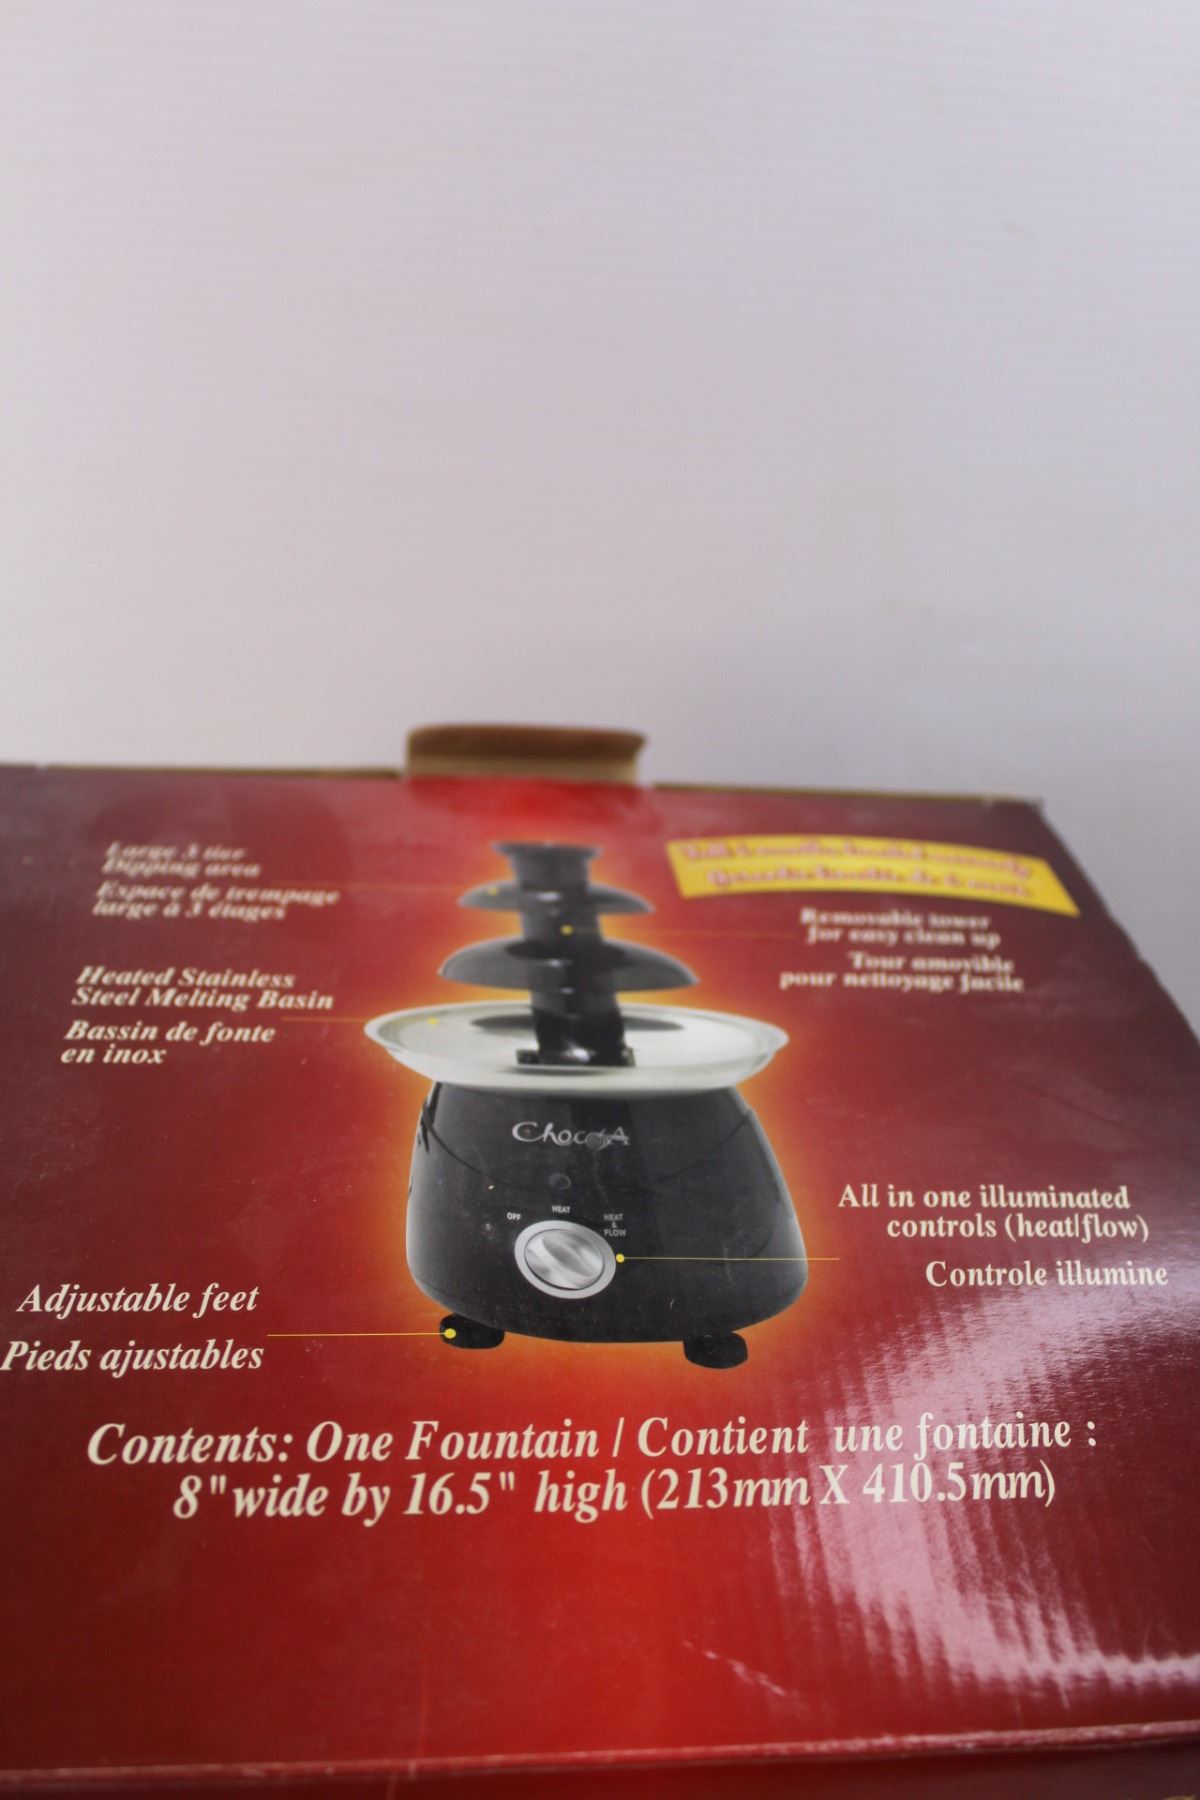 Large 3 tier
Dipping area
Espace de trempage
large à 3 étages
Heated Stainless
Steel Melting Basin
Bassin de fonte
en inox
Removable tower
for easy clean up
Tour amovible
pour nettoyage facile
ChocoA
OFF
HEAT
HEAT
&
FLOW
All in one illuminated
controls (heat/flow)
Controle illumine
Adjustable feet
Pieds ajustables
Contents: One Fountain / Contient une fontaine :
8" wide by 16.5" high (213mm X 410.5mm)